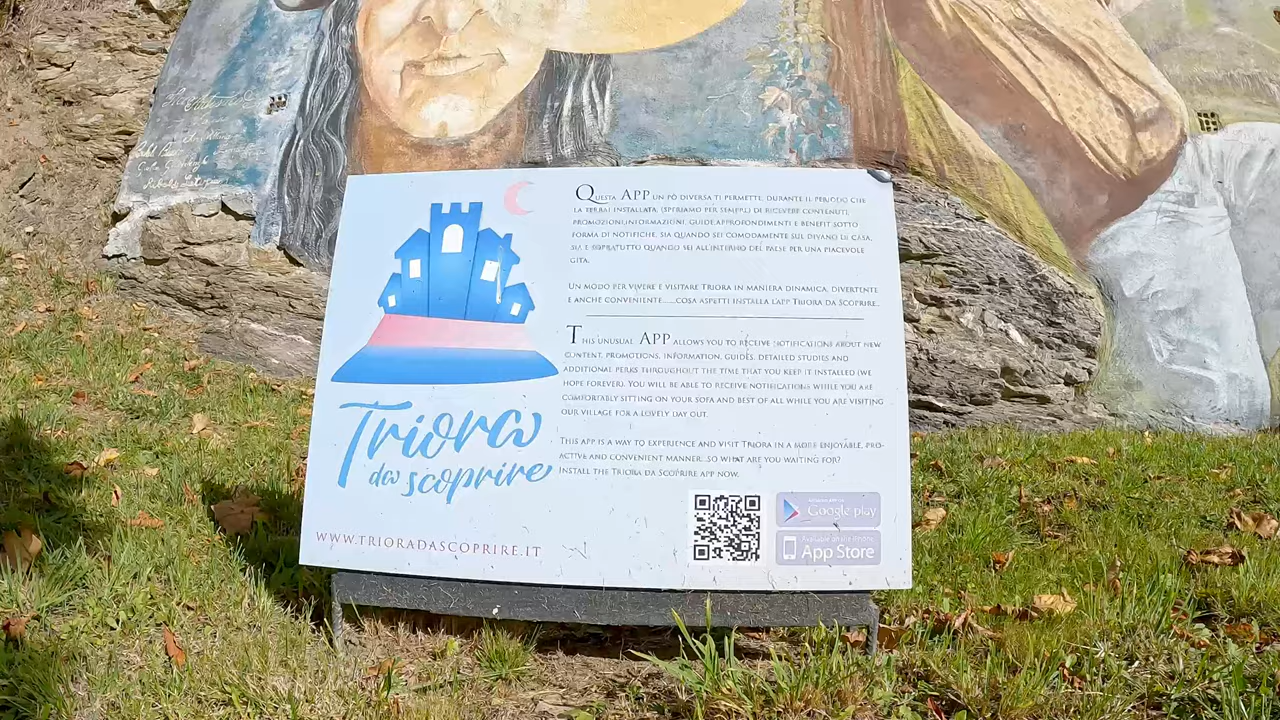 QUESTA APP UN PÒ DIVERSA TI PERMETTE, DURANTE IL PERIODO CHE
LA TERRAI INSTALLATA, (SPERIAMO PER SEMPRE) DI RICEVERE CONTENUTI,
PROMOZIONI, INFORMAZIONI, GUIDE, APPROFONDIMENTI E BENEFIT SOTTO
FORMA DI NOTIFICHE, SIA QUANDO SEI COMODAMENTE SUL DIVANO DI CASA,
SIA E SOPRATUTTO QUANDO SEI ALL'INTERNO DEL PAESE PER UNA PIACEVOLE
GITA.
UN MODO PER VIVERE E VISITARE TRIORA IN MANIERA DINAMICA, DIVERTENTE
E ANCHE CONVENIENTE......COSA ASPETTI INSTALLA L'APP TRIORA DA SCOPRIRE.
THIS UNUSUAL APP ALLOWS YOU TO RECEIVE NOTIFICATIONS ABOUT NEW
CONTENT, PROMOTIONS, INFORMATION, GUIDES, DETAILED STUDIES AND
ADDITIONAL PERKS THROUGHOUT THE TIME THAT YOU KEEP IT INSTALLED (WE
HOPE FOREVER). YOU WILL BE ABLE TO RECEIVE NOTIFICATIONS WHILE YOU ARE
COMFORTABLY SITTING ON YOUR SOFA AND BEST OF ALL WHILE YOU ARE VISITING
OUR VILLAGE FOR A LOVELY DAY OUT.
THIS APP IS A WAY TO EXPERIENCE AND VISIT TRIORA IN A MORE ENJOYABLE, PRO-
ACTIVE AND CONVENIENT MANNER...SO WHAT ARE YOU WAITING FOR?
INSTALL THE TRIORA DA SCOPRIRE APP NOW.
Triora
da scoprire
WWW.TRIORADASCOPRIRE.IT
Google play
Available on the iPhone
App Store